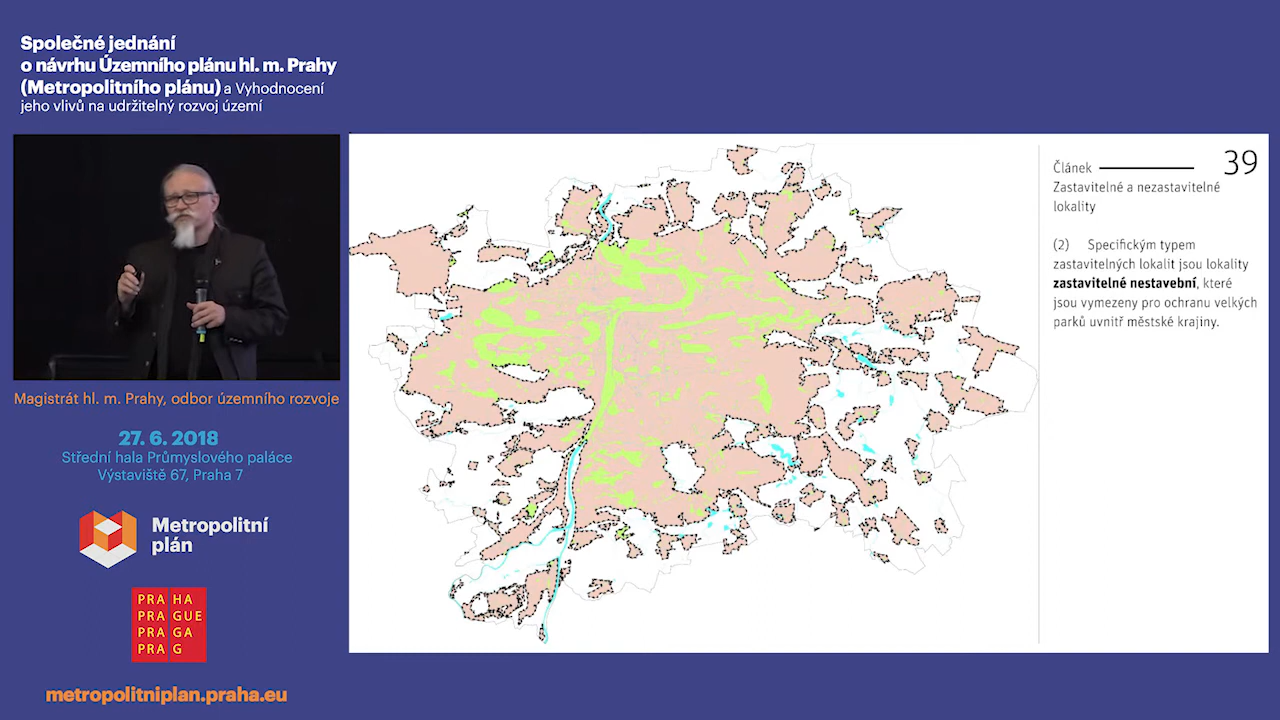 Společné jednání
o návrhu Územního plánu hl. m. Prahy
(Metropolitního plánu) a Vyhodnocení
jeho vlivů na udržitelný rozvoj území
Magistrát hl. m. Prahy, odbor územního rozvoje
27. 6. 2018
Střední hala Průmyslového paláce
Výstaviště 67, Praha 7
Metropolitní
plán
PRA HA
PRA GUE
PRA GA
PRA G
metropolitniplan.praha.eu
Článek 39
Zastavitelné a nezastavitelné
lokality
(2) Specifickým typem
zastavitelných lokalit jsou lokality
zastavitelné nestavební, které
jsou vymezeny pro ochranu velkých
parků uvnitř městské krajiny.